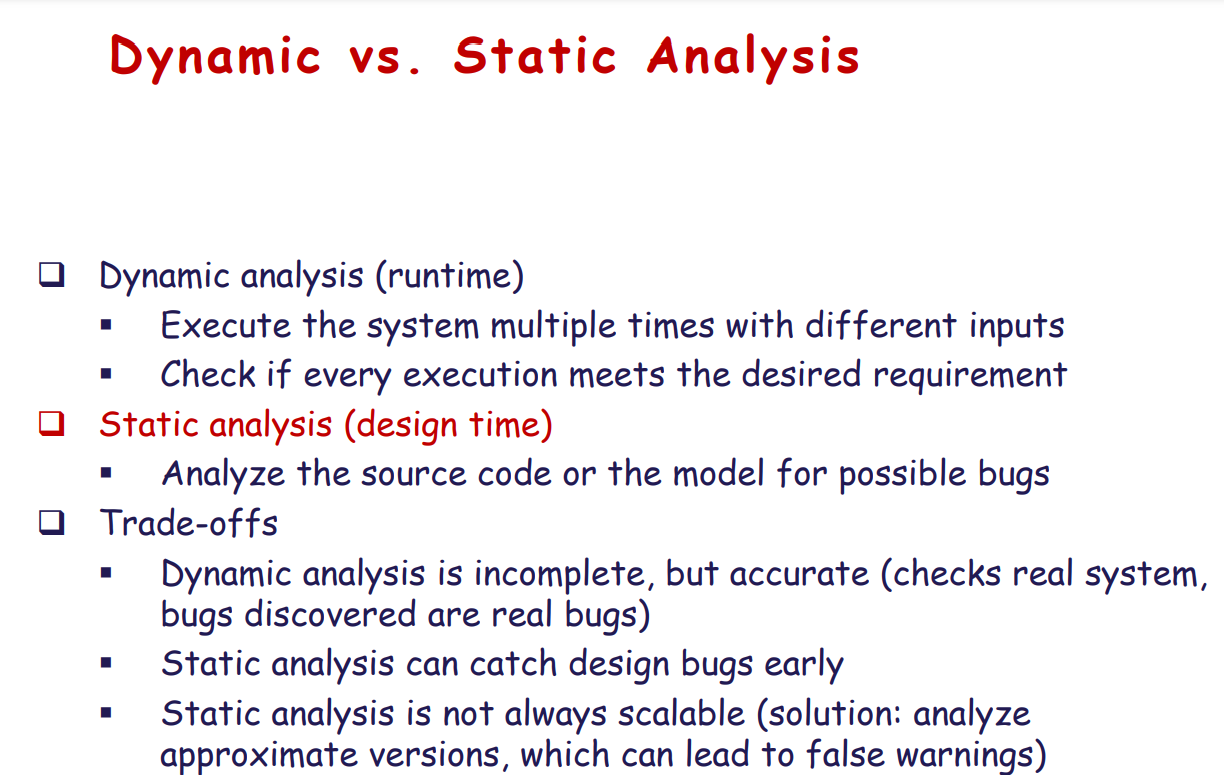 Dynamic vs. Static Analysis
❑ Dynamic analysis (runtime)
▪ Execute the system multiple times with different inputs
▪ Check if every execution meets the desired requirement
❑ Static analysis (design time)
▪ Analyze the source code or the model for possible bugs
❑ Trade-offs
▪ Dynamic analysis is incomplete, but accurate (checks real system,
bugs discovered are real bugs)
▪ Static analysis can catch design bugs early
▪ Static analysis is not always scalable (solution: analyze
approximate versions, which can lead to false warnings)